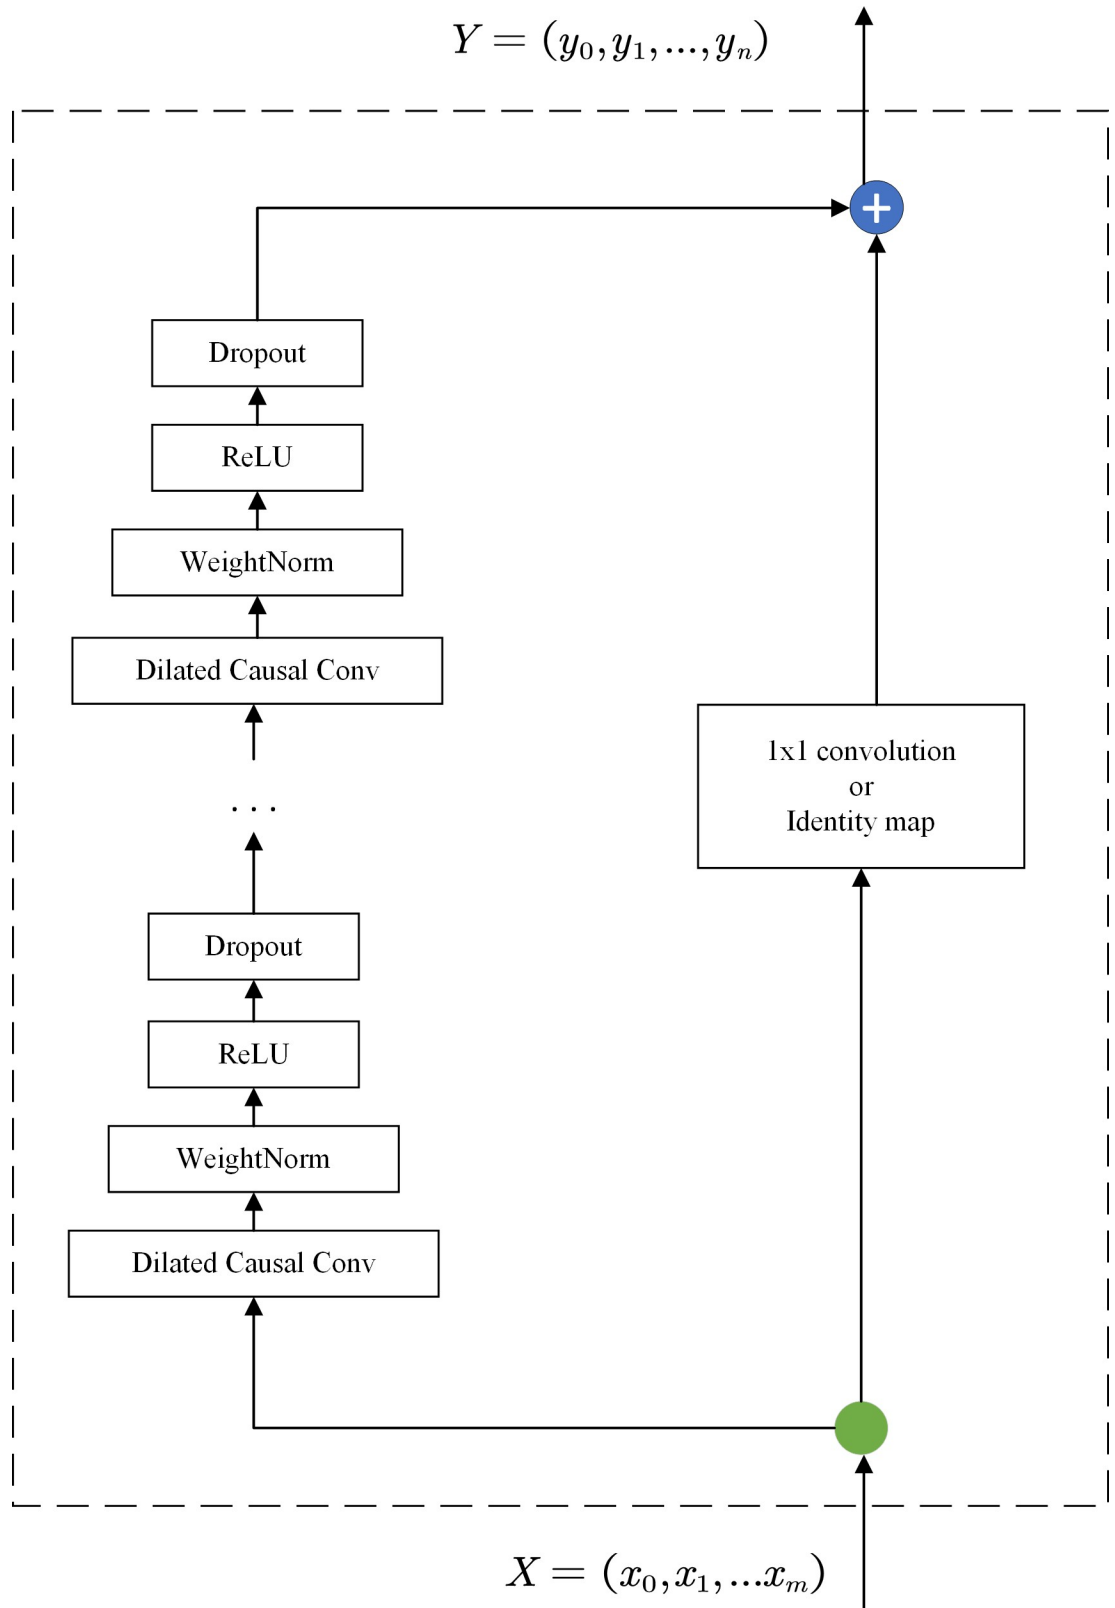 Y = (y₀, y₁, ..., yₙ)
+
Dropout
ReLU
WeightNorm
Dilated Causal Conv
. . .
Dropout
ReLU
WeightNorm
Dilated Causal Conv
1x1 convolution
or
Identity map
X = (x₀, x₁, ...xₘ)